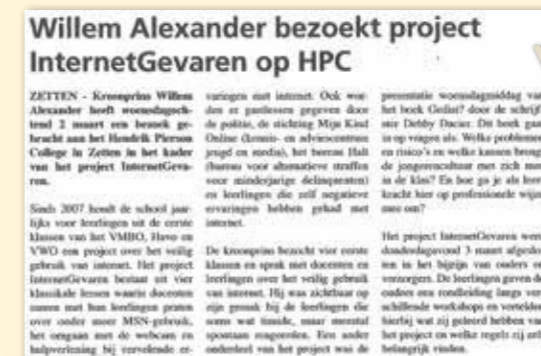 Willem Alexander bezoekt project
InternetGevaren op HPC
ZETTEN - Kroonprins Willem
Alexander heeft woensdagoch-
tend 2 maart een bezoek ge-
bracht aan het Hendrik Pierson
College in Zetten in het kader
van het project InternetGeva-
ren.
Sinds 2007 houdt de school jaar-
lijks voor leerlingen uit de eerste
klassen van het VMBO, Havo en
VWO een project over het veilig
gebruik van internet. Het project
InternetGevaren bestaat uit vier
klassikale lessen waarin docenten
samen met hun leerlingen praten
over onder meer MSN-gebruik,
het omgaan met de webcam en
hulpverlening bij vervelende er-
varingen met internet. Ook wor-
den er gastlessen gegeven door
de politie, de stichting Mijn Kind
Online (kennis- en adviescentrum
jeugd en media), het bureau Halt
(bureau voor alternatieve straffen
voor minderjarige delinquenten)
en leerlingen die zelf negatieve
ervaringen hebben gehad met
internet.
De kroonprins bezocht vier eerste
klassen en sprak met docenten en
leerlingen over het veilig gebruik
van internet. Hij was zichtbaar op
zijn gemak bij de leerlingen die
soms wat timide, maar meestal
spontaan reageerden. Een ander
onderdeel van het project was de
presentatie woensdagmiddag van
het boek Geflist? door de schrijf-
ster Debby Dacier. Dit boek gaat
in op vragen als. Welke problemen
en risico's en welke kansen brengt
de jongerencultuur met zich mee
in de klas? En hoe ga je als leer-
kracht hier op professionele wijze
mee om?
Het project InternetGevaren werd
donderdagavond 3 maart afgeslo-
ten in het bijzijn van ouders en
verzorgers. De leerlingen gaven de
ouders een rondleiding langs ver-
schillende workshops en vertelden
hierbij wat zij geleerd hebben van
het project en welke regels zij zelf
belangrijk vinden.